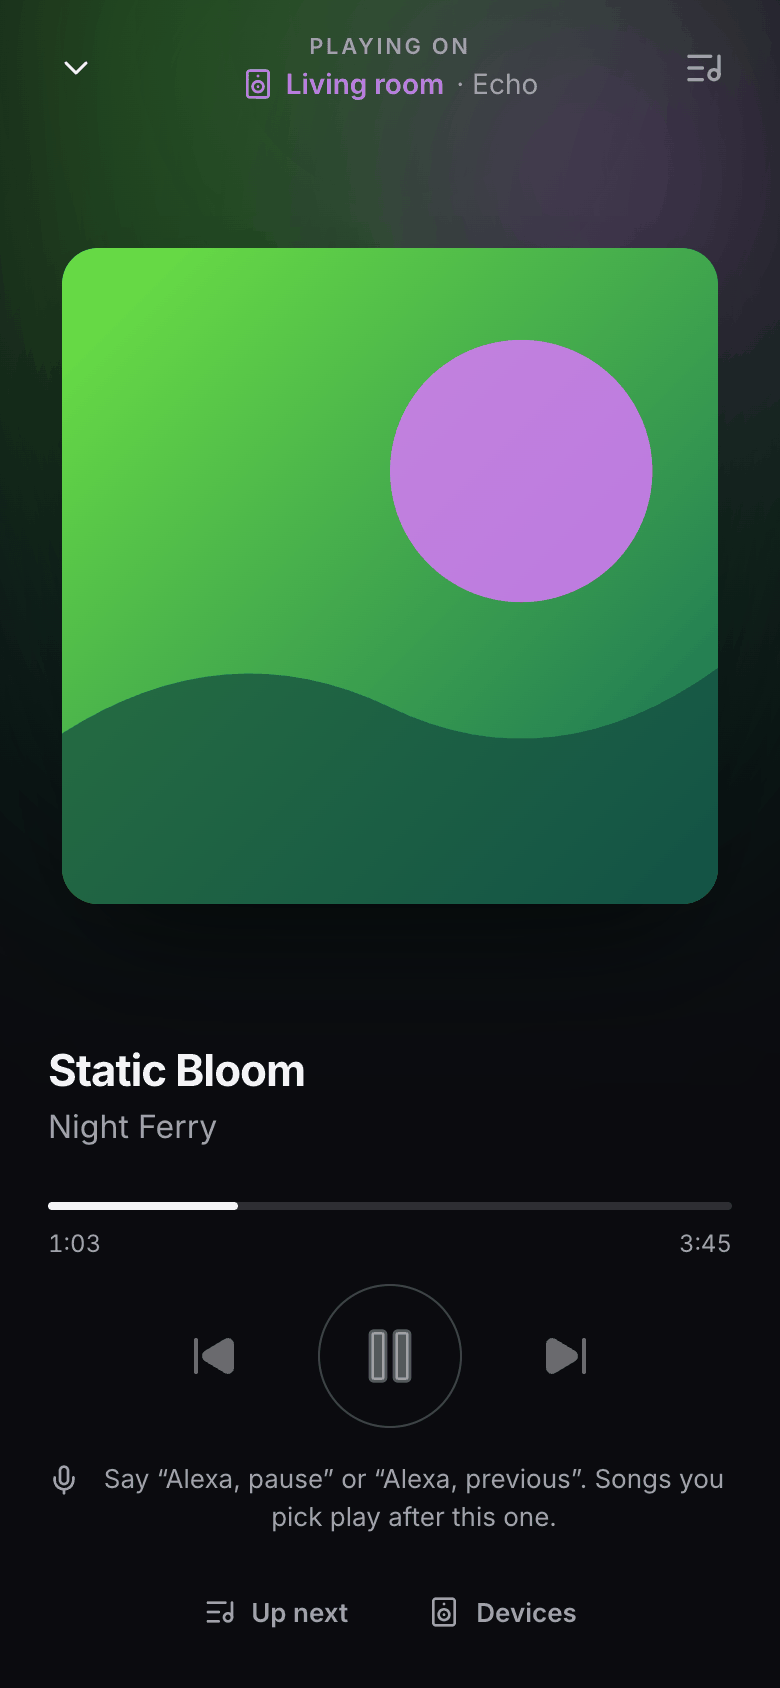 PLAYING ON
Living room · Echo
Static Bloom
Night Ferry
1:03
3:45
Say “Alexa, pause” or “Alexa, previous”. Songs you
pick play after this one.
Up next
Devices